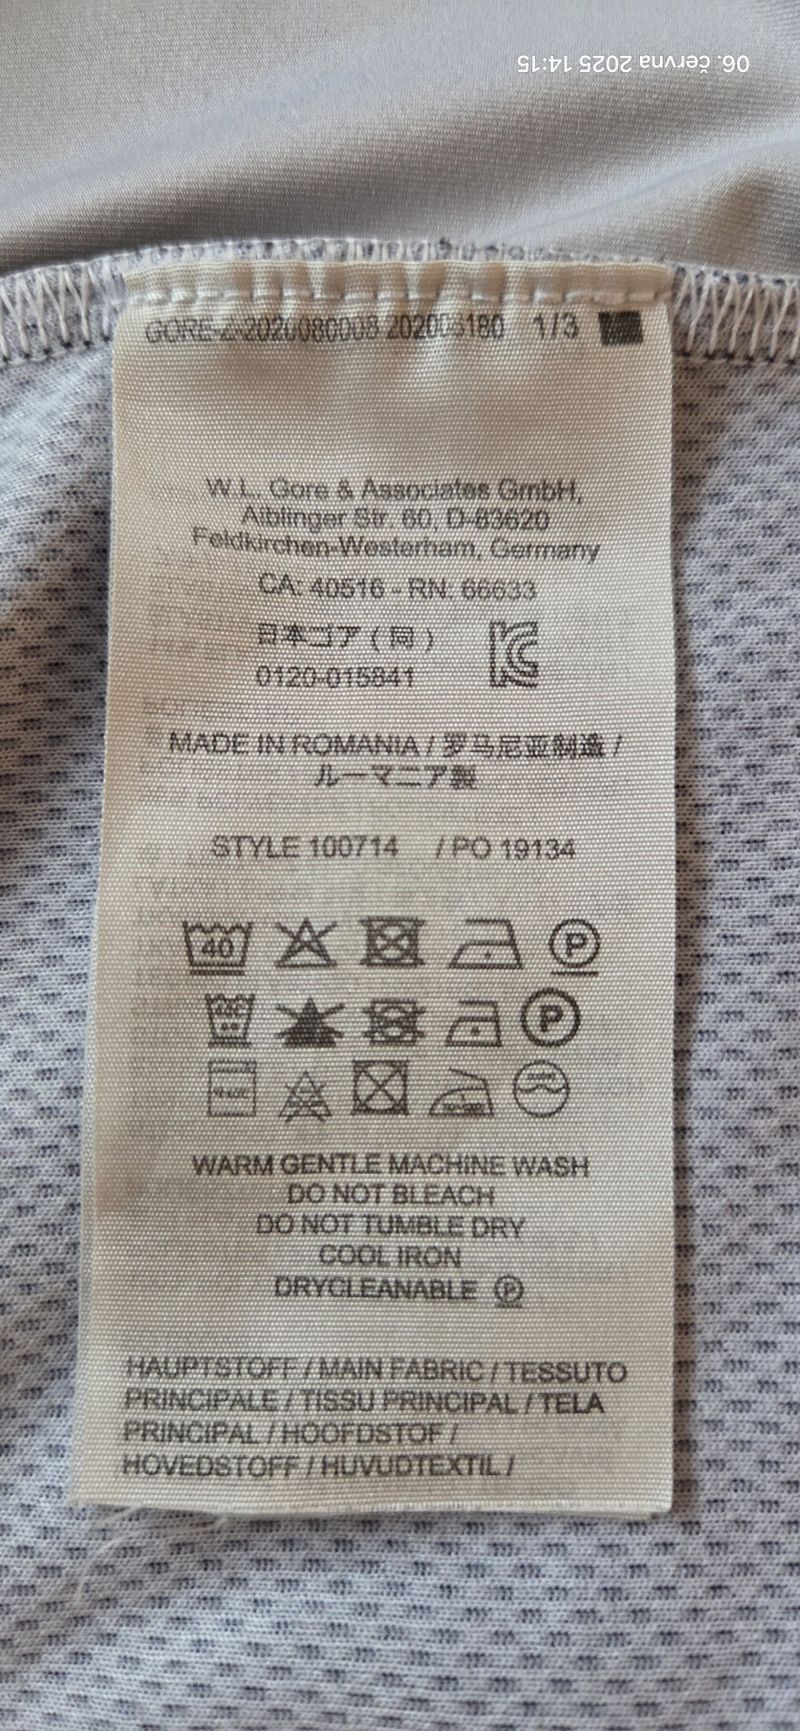 06. června 2025 14:15
GORE-Z-2020080008 202008180 1/3
W.L. Gore & Associates GmbH,
Aiblinger Str. 60, D-83620
Feldkirchen-Westerham, Germany
CA: 40516 - RN: 66633
日本ゴア (同)
0120-015841
MADE IN ROMANIA / 罗马尼亚制造 /
ルーマニア製
STYLE 100714 / PO 19134
40 P
P
WARM GENTLE MACHINE WASH
DO NOT BLEACH
DO NOT TUMBLE DRY
COOL IRON
DRYCLEANABLE P
HAUPTSTOFF / MAIN FABRIC / TESSUTO
PRINCIPALE / TISSU PRINCIPAL / TELA
PRINCIPAL / HOOFDSTOF /
HOVEDSTOFF / HUVUDTEXTIL /